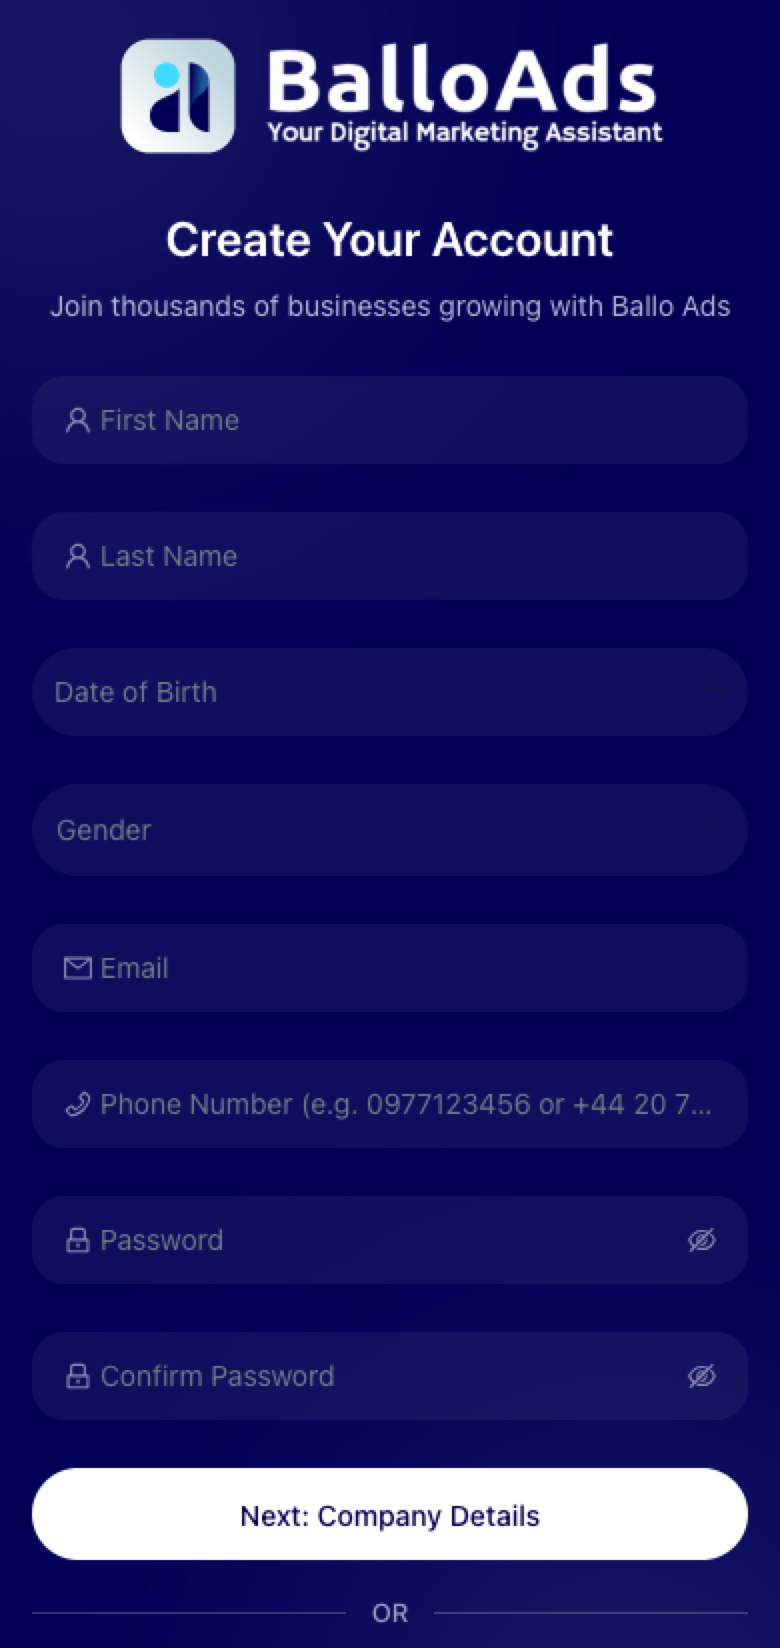 BalloAds
Your Digital Marketing Assistant
Create Your Account
Join thousands of businesses growing with Ballo Ads
First Name
Last Name
Date of Birth
Gender
Email
Phone Number (e.g. 0977123456 or +44 20 7...
Password
Confirm Password
Next: Company Details
OR